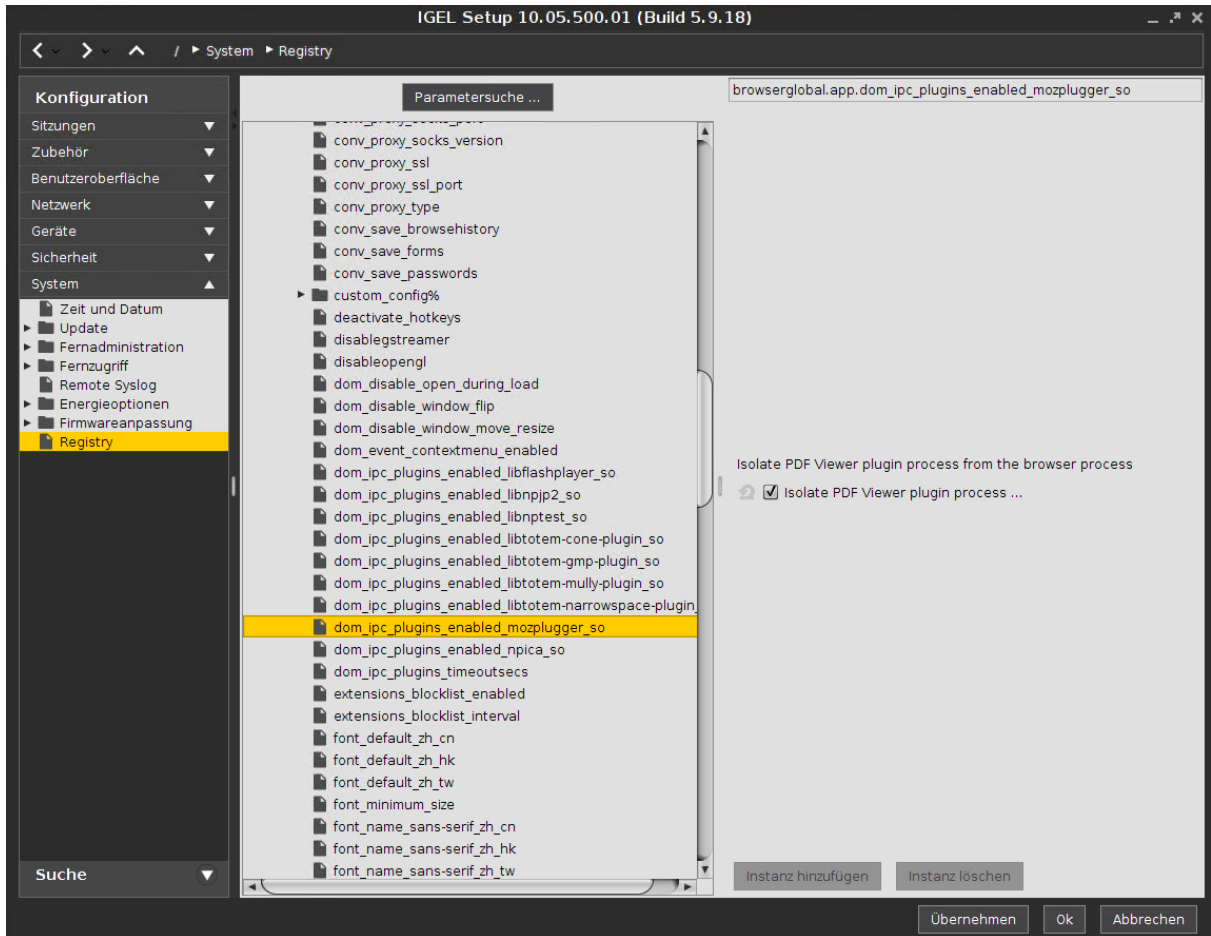 IGEL Setup 10.05.500.01 (Build 5.9.18)
/ System Registry
Konfiguration
Sitzungen
Zubehör
Benutzeroberfläche
Netzwerk
Geräte
Sicherheit
System
Zeit und Datum
Update
Fernadministration
Fernzugriff
Remote Syslog
Energieoptionen
Firmwareanpassung
Registry
Suche
Parametersuche ...
conv_proxy_socks_port
conv_proxy_socks_version
conv_proxy_ssl
conv_proxy_ssl_port
conv_proxy_type
conv_save_browsehistory
conv_save_forms
conv_save_passwords
custom_config%
deactivate_hotkeys
disablegstreamer
disableopengl
dom_disable_open_during_load
dom_disable_window_flip
dom_disable_window_move_resize
dom_event_contextmenu_enabled
dom_ipc_plugins_enabled_libflashplayer_so
dom_ipc_plugins_enabled_libnpjp2_so
dom_ipc_plugins_enabled_libnptest_so
dom_ipc_plugins_enabled_libtotem-cone-plugin_so
dom_ipc_plugins_enabled_libtotem-gmp-plugin_so
dom_ipc_plugins_enabled_libtotem-mully-plugin_so
dom_ipc_plugins_enabled_libtotem-narrowspace-plugin_
dom_ipc_plugins_enabled_mozplugger_so
dom_ipc_plugins_enabled_npica_so
dom_ipc_plugins_timeoutsecs
extensions_blocklist_enabled
extensions_blocklist_interval
font_default_zh_cn
font_default_zh_hk
font_default_zh_tw
font_minimum_size
font_name_sans-serif_zh_cn
font_name_sans-serif_zh_hk
font_name_sans-serif_zh_tw
browserglobal.app.dom_ipc_plugins_enabled_mozplugger_so
Isolate PDF Viewer plugin process from the browser process
Isolate PDF Viewer plugin process ...
Instanz hinzufügen Instanz löschen
Übernehmen Ok Abbrechen